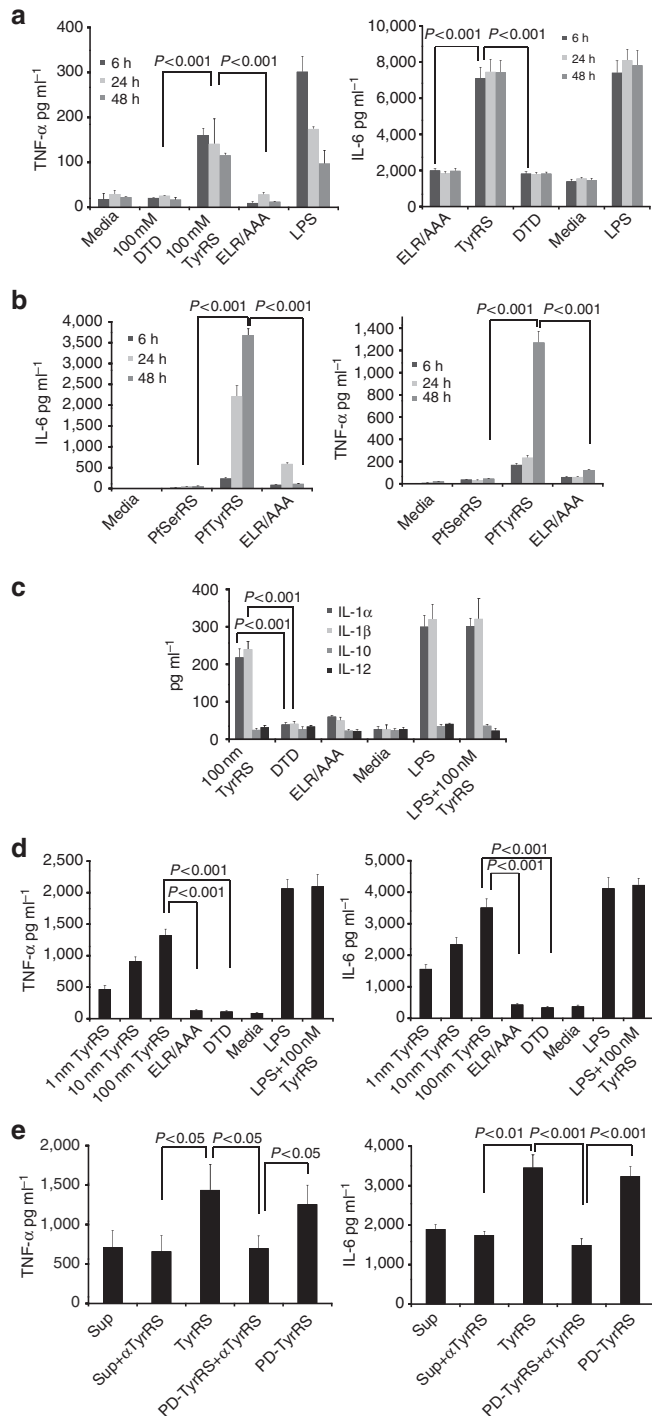 a
TNF-α pg ml⁻¹
400
300
200
100
0
6 h
24 h
48 h
P<0.001
P<0.001
Media
100 mM DTD
100 mM TyrRS
ELR/AAA
LPS
IL-6 pg ml⁻¹
10,000
8,000
6,000
4,000
2,000
0
P<0.001
P<0.001
6 h
24 h
48 h
ELR/AAA
TyrRS
DTD
Media
LPS
b
IL-6 pg ml⁻¹
4,000
3,500
3,000
2,500
2,000
1,500
1,000
500
0
6 h
24 h
48 h
P<0.001
P<0.001
Media
PfSerRS
PfTyrRS
ELR/AAA
TNF-α pg ml⁻¹
1,400
1,200
1,000
800
600
400
200
0
P<0.001
P<0.001
6 h
24 h
48 h
Media
PfSerRS
PfTyrRS
ELR/AAA
c
pg ml⁻¹
400
300
200
100
0
P<0.001
P<0.001
IL-1α
IL-1β
IL-10
IL-12
100 nm TyrRS
DTD
ELR/AAA
Media
LPS
LPS+100 nM TyrRS
d
TNF-α pg ml⁻¹
2,500
2,000
1,500
1,000
500
0
P<0.001
P<0.001
1 nm TyrRS
10 nm TyrRS
100 nm TyrRS
ELR/AAA
DTD
Media
LPS
LPS+100 nM TyrRS
IL-6 pg ml⁻¹
5,000
4,000
3,000
2,000
1,000
0
P<0.001
P<0.001
1 nm TyrRS
10 nm TyrRS
100 nm TyrRS
ELR/AAA
DTD
Media
LPS
LPS+100 nM TyrRS
e
TNF-α pg ml⁻¹
2,000
1,500
1,000
500
0
P<0.05
P<0.05
P<0.05
Sup
Sup+αTyrRS
TyrRS
PD-TyrRS+αTyrRS
PD-TyrRS
IL-6 pg ml⁻¹
4,000
3,000
2,000
1,000
0
P<0.01
P<0.001
P<0.001
Sup
Sup+αTyrRS
TyrRS
PD-TyrRS+αTyrRS
PD-TyrRS